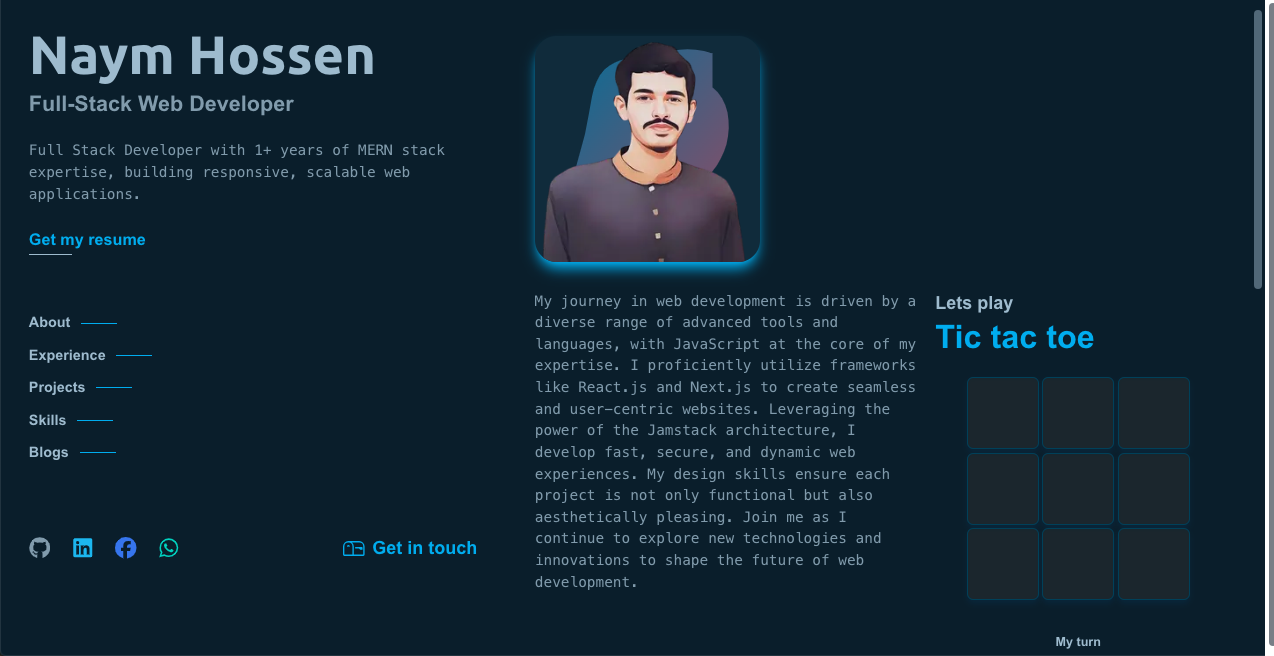 Naym Hossen
Full-Stack Web Developer
Full Stack Developer with 1+ years of MERN stack
expertise, building responsive, scalable web
applications.
Get my resume
About
Experience
Projects
Skills
Blogs
Get in touch
My journey in web development is driven by a
diverse range of advanced tools and
languages, with JavaScript at the core of my
expertise. I proficiently utilize frameworks
like React.js and Next.js to create seamless
and user-centric websites. Leveraging the
power of the Jamstack architecture, I
develop fast, secure, and dynamic web
experiences. My design skills ensure each
project is not only functional but also
aesthetically pleasing. Join me as I
continue to explore new technologies and
innovations to shape the future of web
development.
Lets play
Tic tac toe
My turn